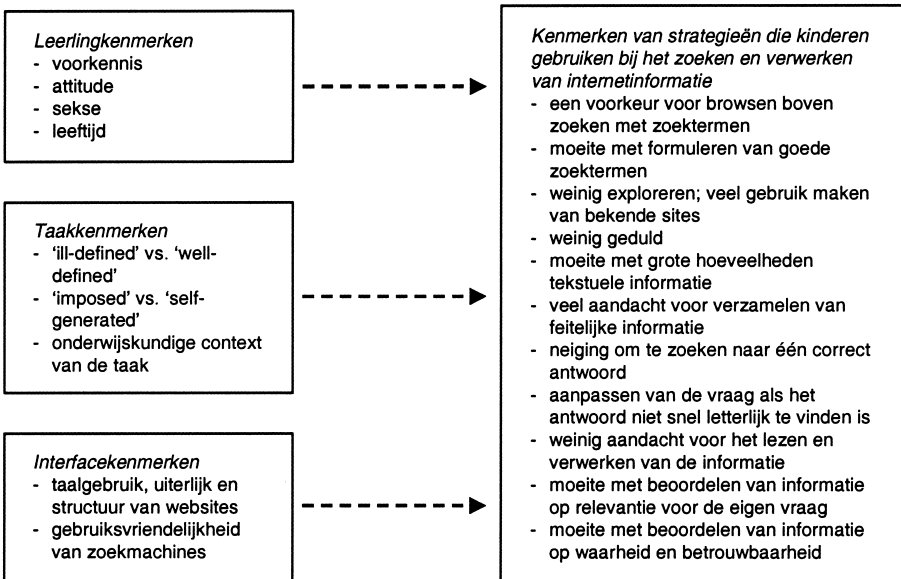 Leerlingkenmerken
- voorkennis
- attitude
- sekse
- leeftijd
Taakkenmerken
- 'ill-defined' vs. 'well-
defined'
- 'imposed' vs. 'self-
generated'
- onderwijskundige context
van de taak
Interfacekenmerken
- taalgebruik, uiterlijk en
structuur van websites
- gebruiksvriendelijkheid
van zoekmachines
Kenmerken van strategieën die kinderen
gebruiken bij het zoeken en verwerken
van internetinformatie
- een voorkeur voor browsen boven
zoeken met zoektermen
- moeite met formuleren van goede
zoektermen
- weinig exploreren; veel gebruik maken
van bekende sites
- weinig geduld
- moeite met grote hoeveelheden
tekstuele informatie
- veel aandacht voor verzamelen van
feitelijke informatie
- neiging om te zoeken naar één correct
antwoord
- aanpassen van de vraag als het
antwoord niet snel letterlijk te vinden is
- weinig aandacht voor het lezen en
verwerken van de informatie
- moeite met beoordelen van informatie
op relevantie voor de eigen vraag
- moeite met beoordelen van informatie
op waarheid en betrouwbaarheid